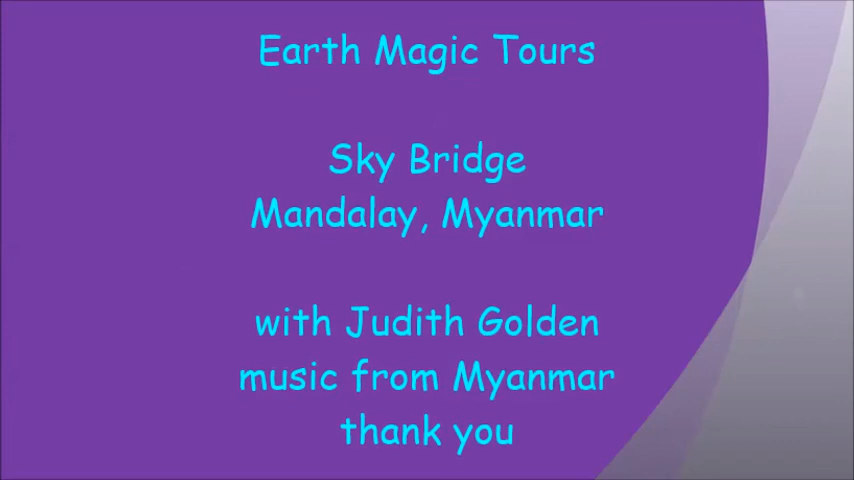 Earth Magic Tours
Sky Bridge
Mandalay, Myanmar
with Judith Golden
music from Myanmar
thank you